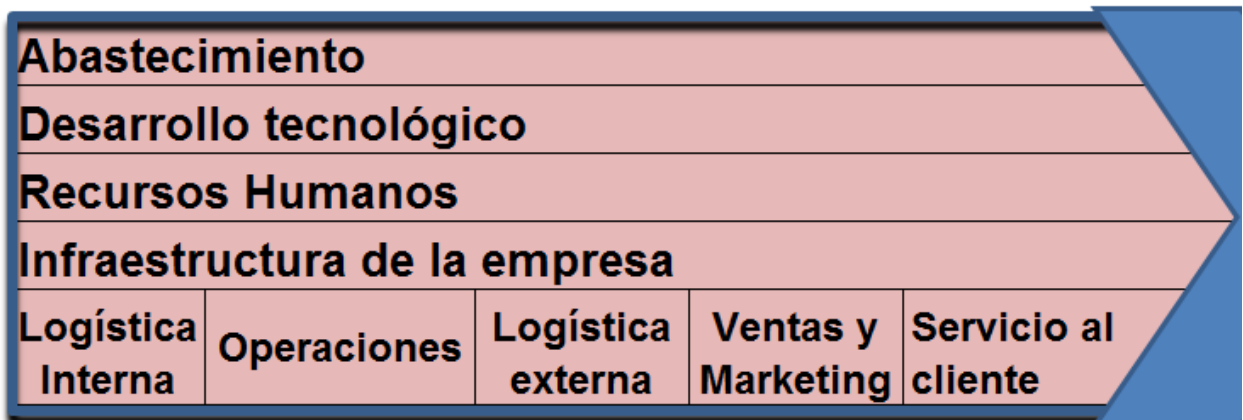 Abastecimiento
Desarrollo tecnológico
Recursos Humanos
Infraestructura de la empresa
Logística
Interna
Operaciones
Logística
externa
Ventas y
Marketing
Servicio al
cliente